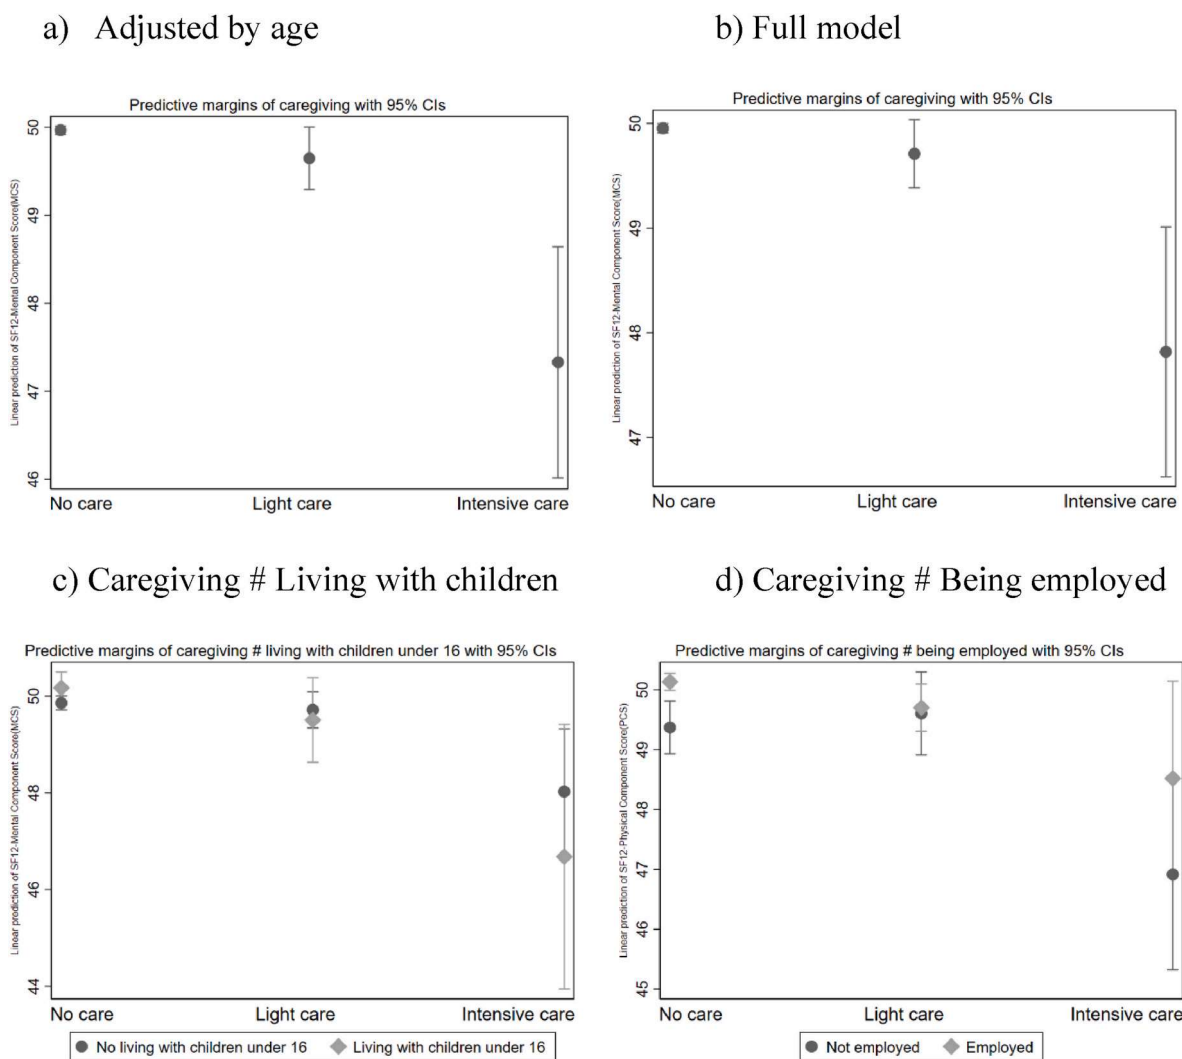 a) Adjusted by age
Predictive margins of caregiving with 95% CIs
Linear prediction of SF12-Mental Component Score(MCS)
50
49
48
47
46
No care Light care Intensive care
b) Full model
Predictive margins of caregiving with 95% CIs
Linear prediction of SF12-Mental Component Score(MCS)
50
49
48
47
No care Light care Intensive care
c) Caregiving # Living with children
Predictive margins of caregiving # living with children under 16 with 95% CIs
Linear prediction of SF12-Mental Component Score(MCS)
50
48
46
44
No care Light care Intensive care
No living with children under 16 Living with children under 16
d) Caregiving # Being employed
Predictive margins of caregiving # being employed with 95% CIs
Linear prediction of SF12-Physical Component Score(PCS)
50
49
48
47
46
45
No care Light care Intensive care
Not employed Employed